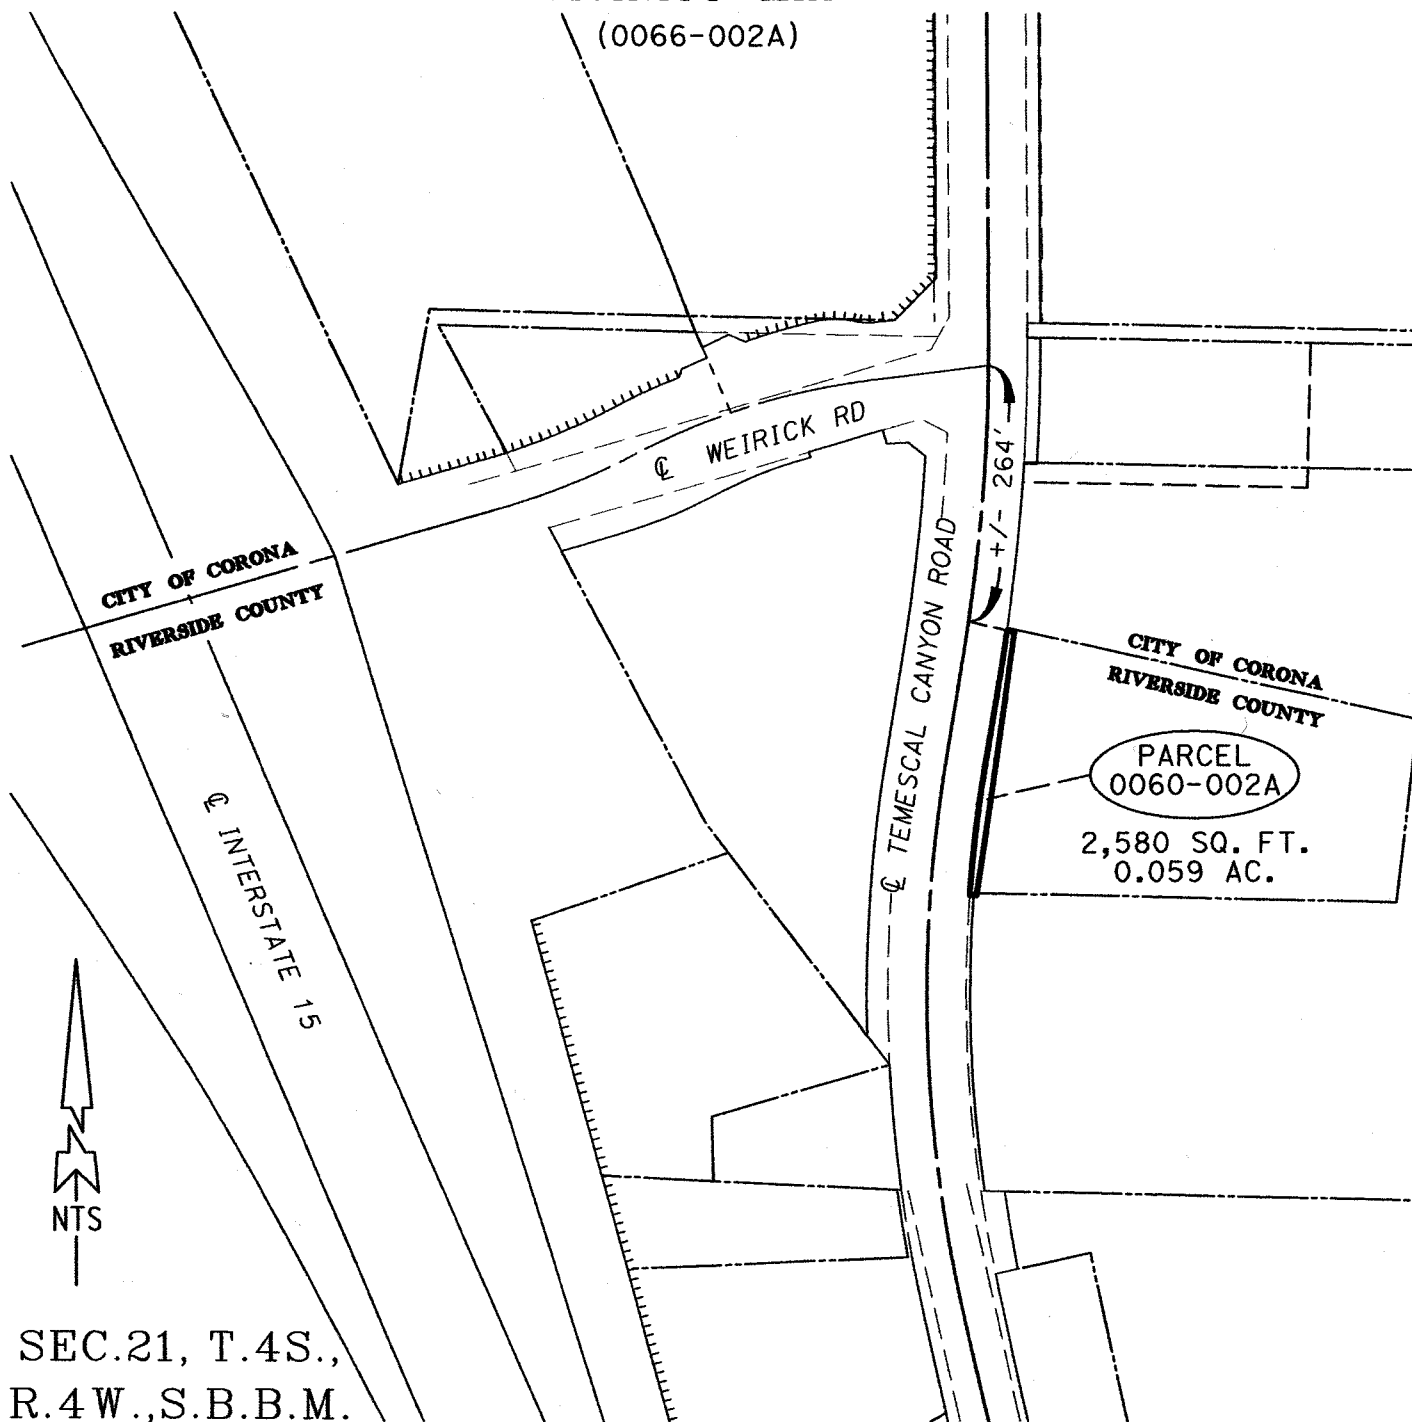 (0066-002A)
℄ WEIRICK RD
+/- 264'
CITY OF CORONA
RIVERSIDE COUNTY
℄ TEMESCAL CANYON ROAD
CITY OF CORONA
RIVERSIDE COUNTY
PARCEL
0060-002A
2,580 SQ. FT.
0.059 AC.
℄ INTERSTATE 15
NTS
SEC.21, T.4S.,
R.4W.,S.B.B.M.